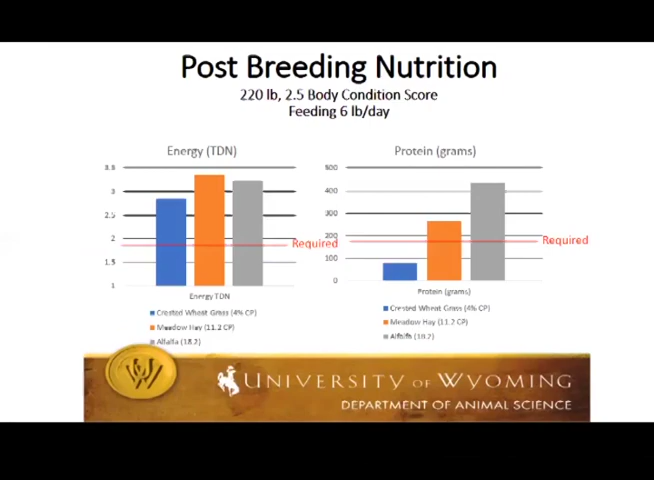 Post Breeding Nutrition
220 lb, 2.5 Body Condition Score
Feeding 6 lb/day
Energy (TDN)
3.5
3
2.5
2
1.5
1
Required
Energy TDN
Crested Wheat Grass (4% CP)
Meadow Hay (11.2 CP)
Alfalfa (18.2)
Protein (grams)
500
400
300
200
100
0
Required
Protein (grams)
Crested Wheat Grass (4% CP)
Meadow Hay (11.2 CP)
Alfalfa (18.2)
UW
UNIVERSITY OF WYOMING
DEPARTMENT OF ANIMAL SCIENCE